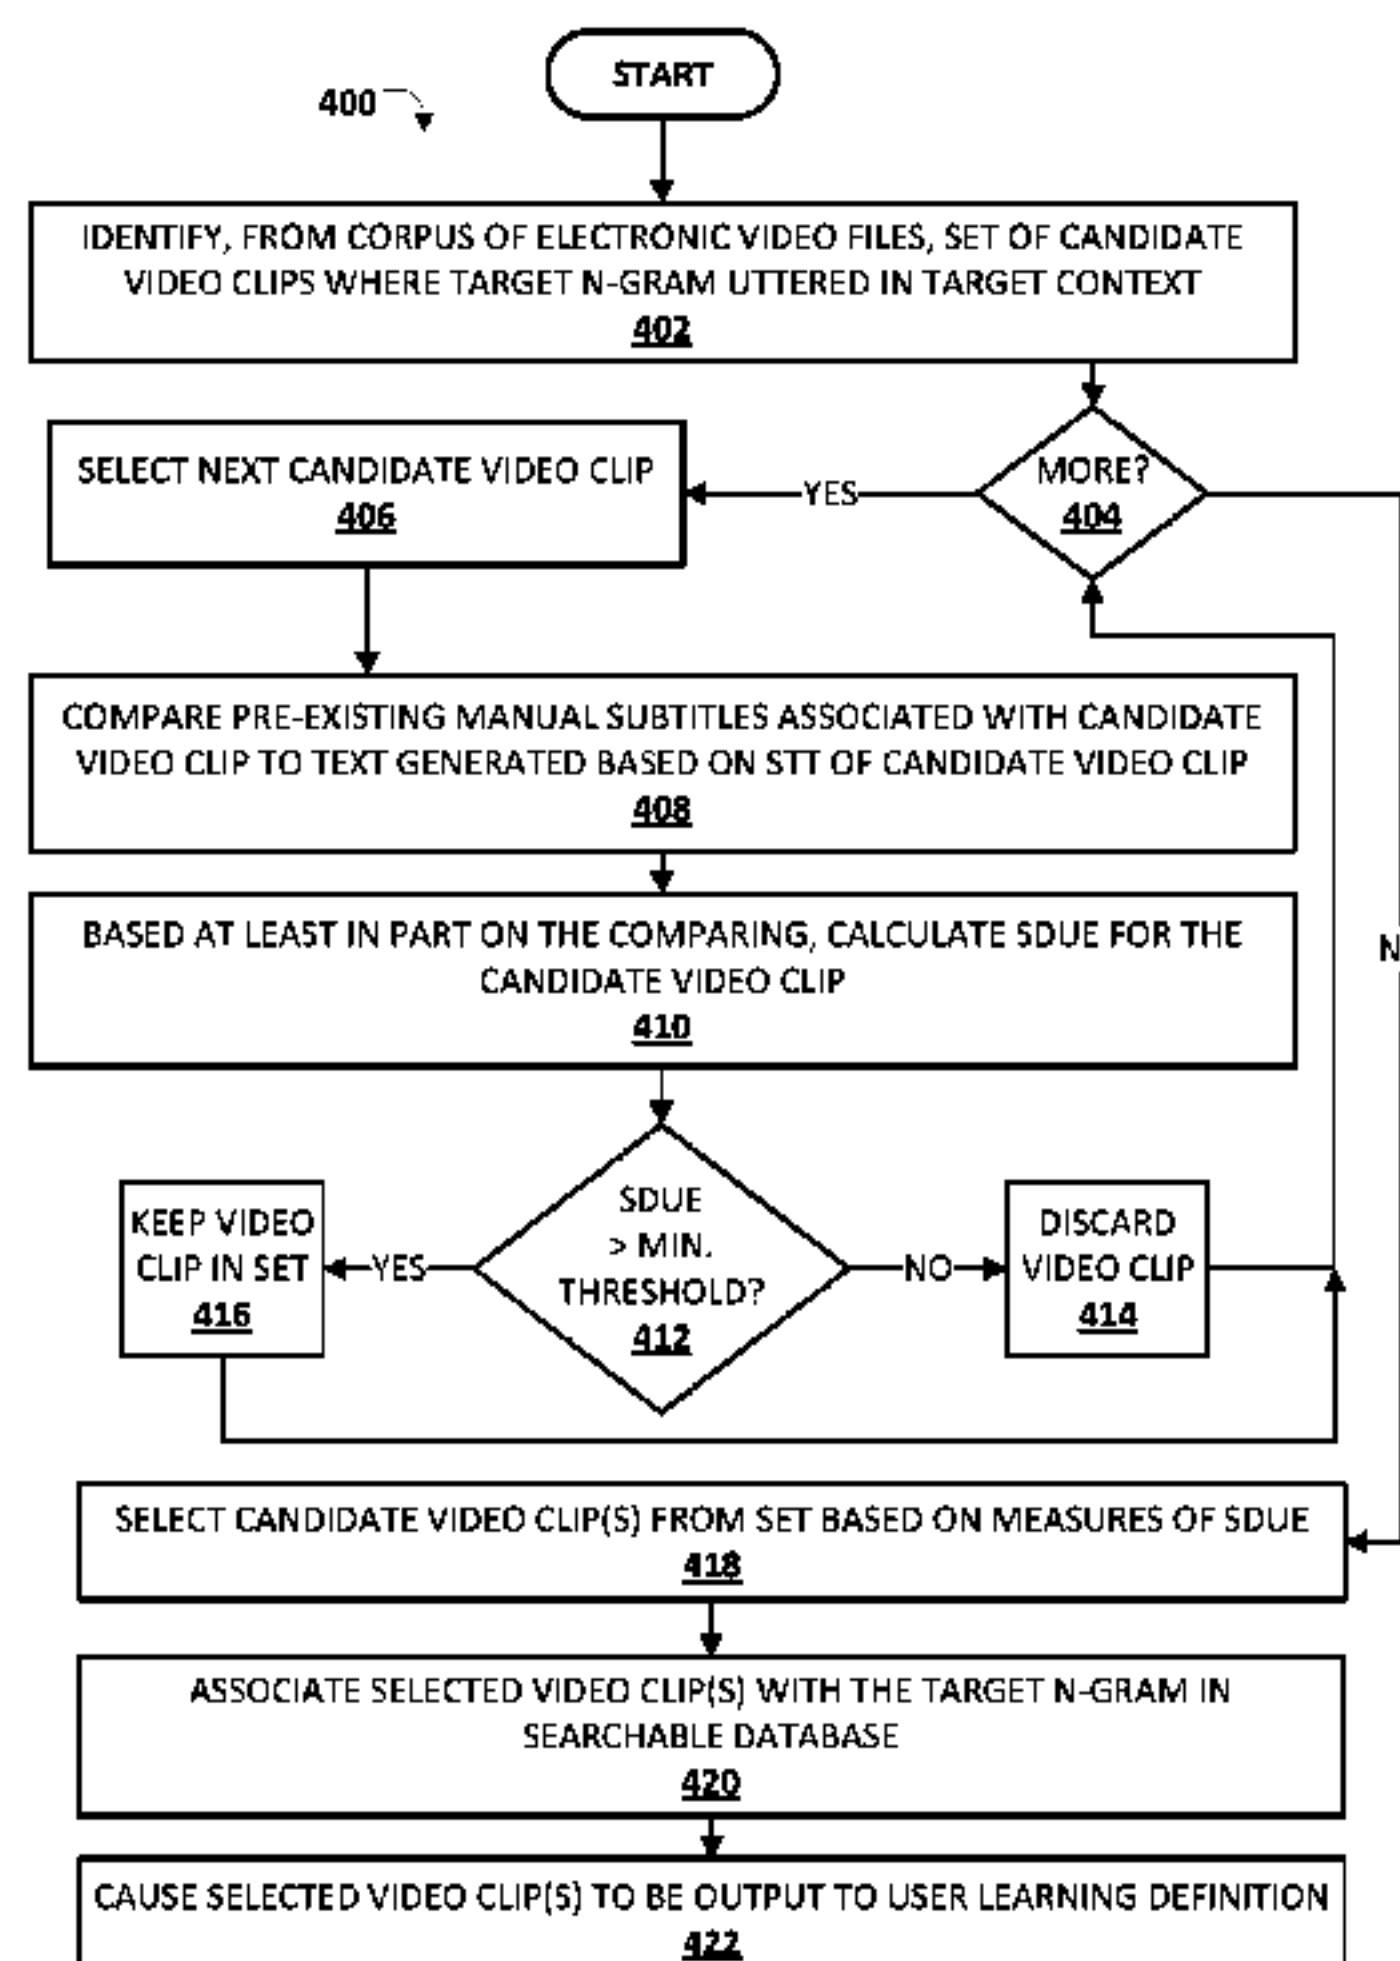 START
400
IDENTIFY, FROM CORPUS OF ELECTRONIC VIDEO FILES, SET OF CANDIDATE
VIDEO CLIPS WHERE TARGET N-GRAM UTTERED IN TARGET CONTEXT
402
MORE?
404
YES
SELECT NEXT CANDIDATE VIDEO CLIP
406
COMPARE PRE-EXISTING MANUAL SUBTITLES ASSOCIATED WITH CANDIDATE
VIDEO CLIP TO TEXT GENERATED BASED ON STT OF CANDIDATE VIDEO CLIP
408
BASED AT LEAST IN PART ON THE COMPARING, CALCULATE SDUE FOR THE
CANDIDATE VIDEO CLIP
410
N
SDUE
> MIN.
THRESHOLD?
412
YES
KEEP VIDEO
CLIP IN SET
416
NO
DISCARD
VIDEO CLIP
414
SELECT CANDIDATE VIDEO CLIP(S) FROM SET BASED ON MEASURES OF SDUE
418
ASSOCIATE SELECTED VIDEO CLIP(S) WITH THE TARGET N-GRAM IN
SEARCHABLE DATABASE
420
CAUSE SELECTED VIDEO CLIP(S) TO BE OUTPUT TO USER LEARNING DEFINITION
422